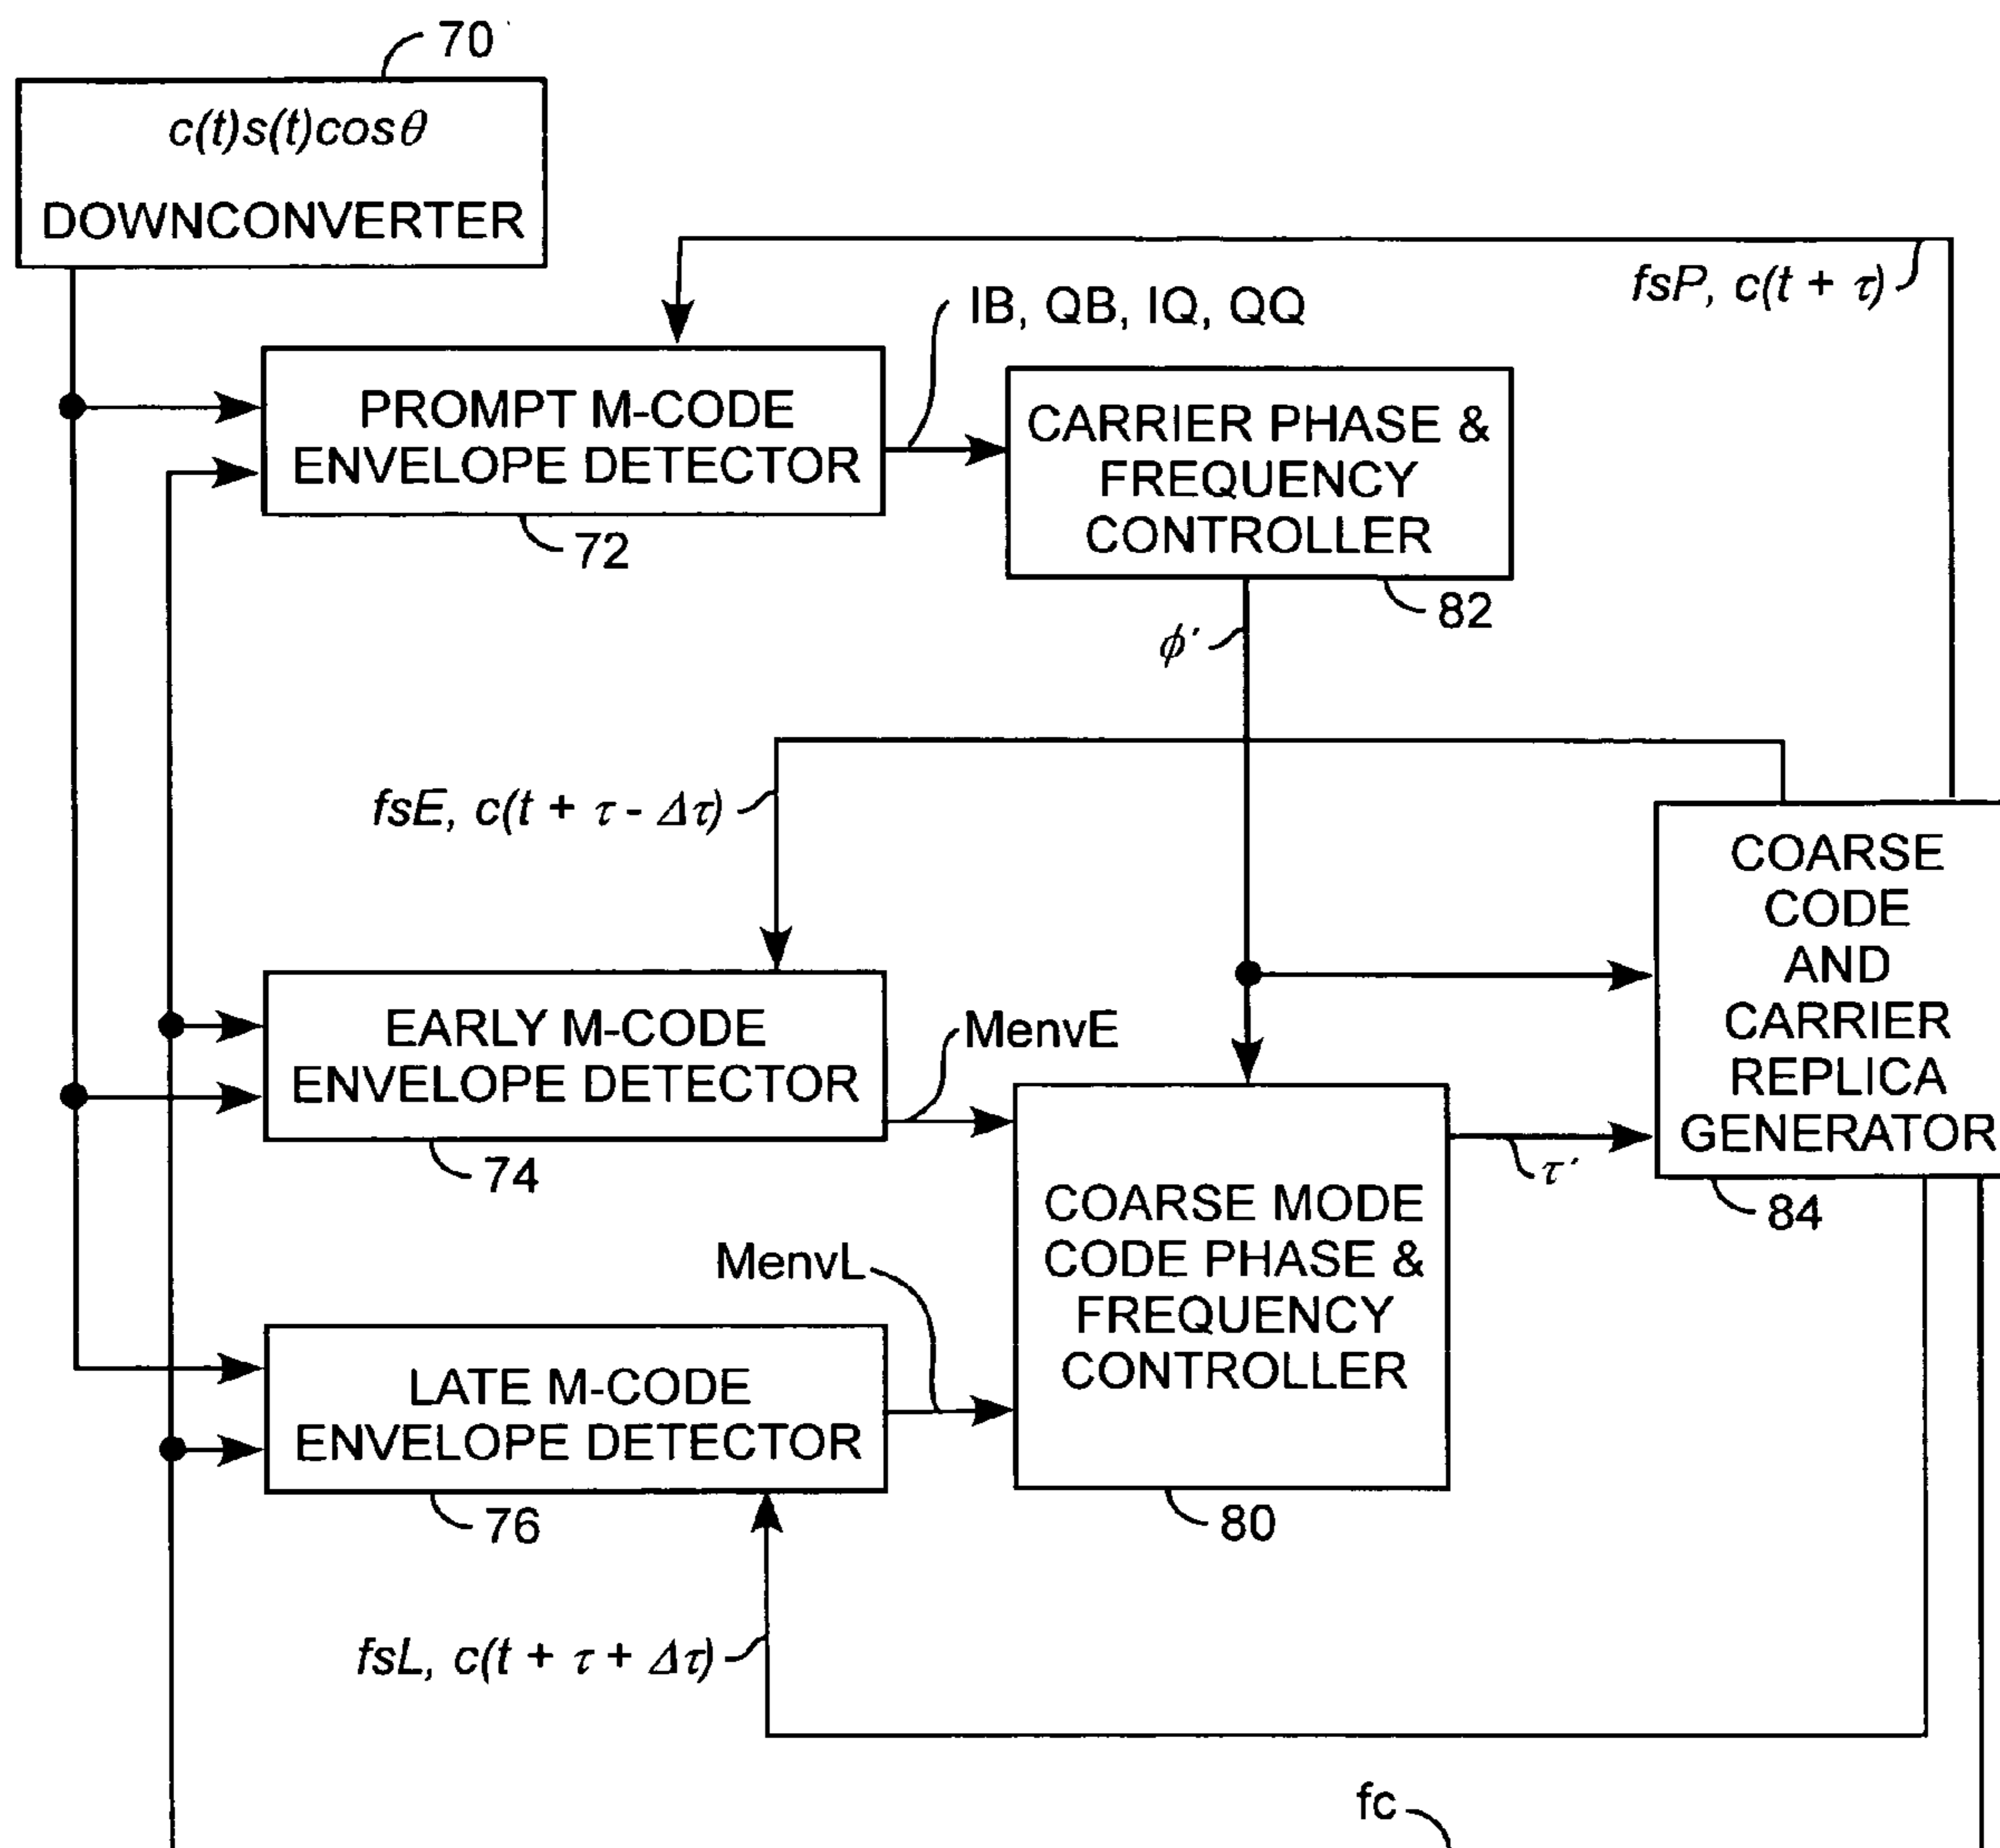 70
c(t)s(t)cosθ
DOWNCONVERTER
fsP, c(t + τ)
IB, QB, IQ, QQ
PROMPT M-CODE
ENVELOPE DETECTOR
72
CARRIER PHASE &
FREQUENCY
CONTROLLER
82
ϕ'
fsE, c(t + τ - Δτ)
COARSE
CODE
AND
CARRIER
REPLICA
GENERATOR
84
EARLY M-CODE
ENVELOPE DETECTOR
74
MenvE
τ'
COARSE MODE
CODE PHASE &
FREQUENCY
CONTROLLER
80
MenvL
LATE M-CODE
ENVELOPE DETECTOR
76
fsL, c(t + τ + Δτ)
fc